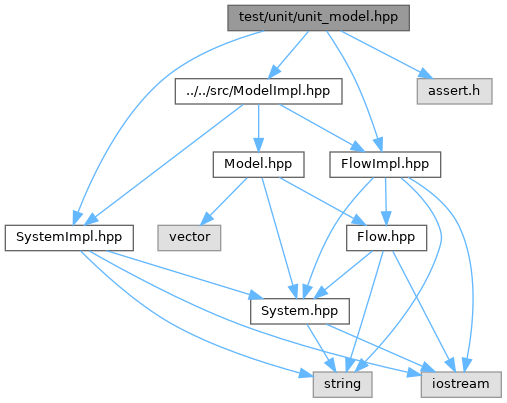 test/unit/unit_model.hpp
../../src/ModelImpl.hpp
assert.h
Model.hpp
FlowImpl.hpp
SystemImpl.hpp
vector
Flow.hpp
System.hpp
string
iostream